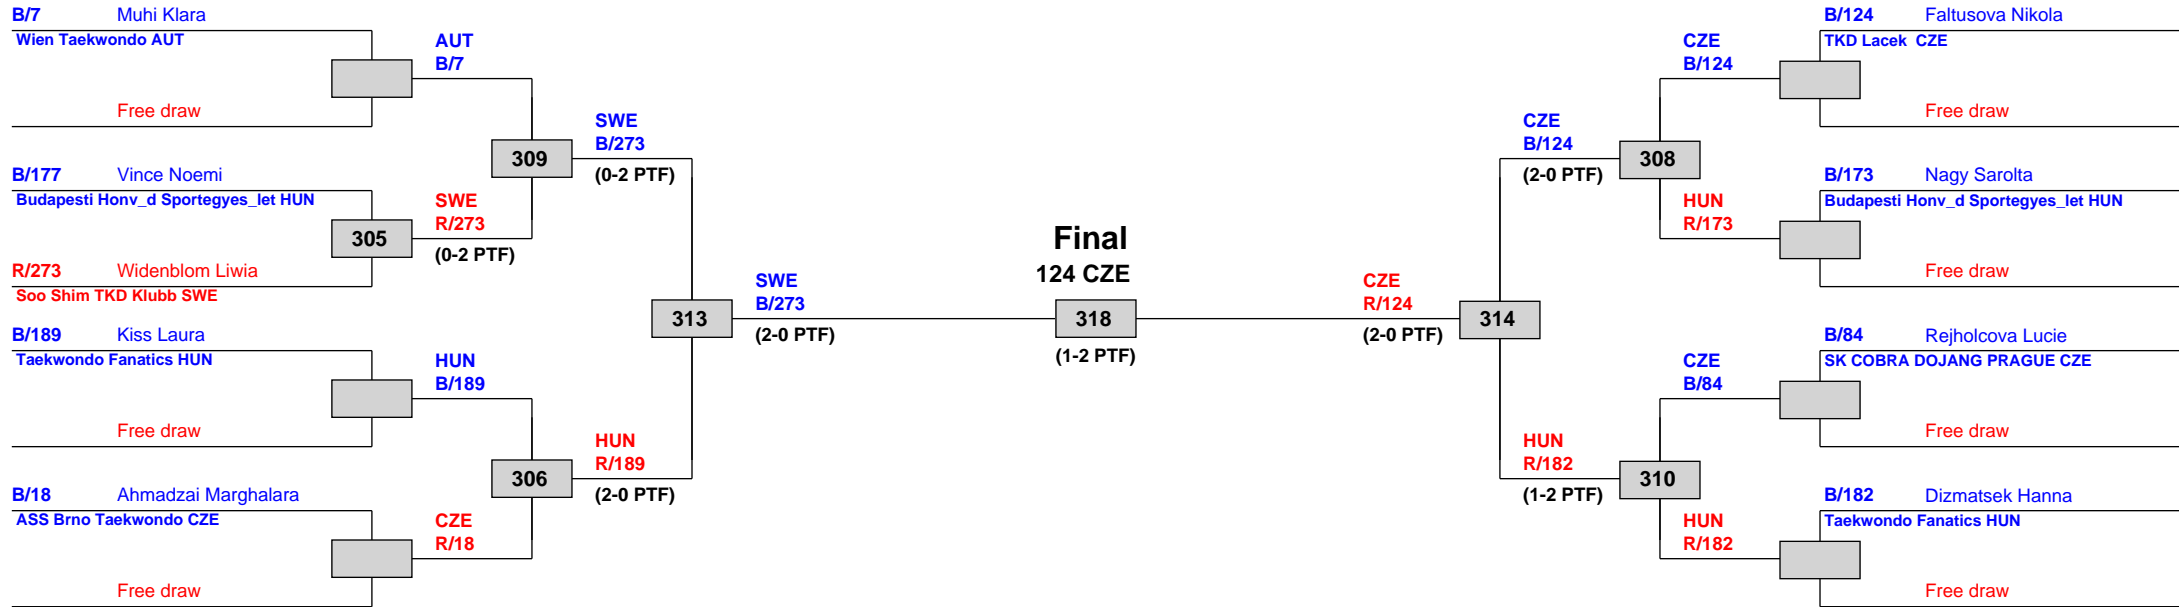 B/7 Muhi Klara
Wien Taekwondo AUT
Free draw
AUT
B/7
B/177 Vince Noemi
Budapesti Honv_d Sportegyes_let HUN
305
R/273 Widenblom Liwia
Soo Shim TKD Klubb SWE
SWE
R/273
(0-2 PTF)
309
SWE
B/273
(0-2 PTF)
B/189 Kiss Laura
Taekwondo Fanatics HUN
Free draw
HUN
B/189
B/18 Ahmadzai Marghalara
ASS Brno Taekwondo CZE
Free draw
CZE
R/18
306
HUN
R/189
(2-0 PTF)
313
SWE
B/273
(2-0 PTF)
Final
124 CZE
318
(1-2 PTF)
CZE
R/124
(2-0 PTF)
314
CZE
B/124
(2-0 PTF)
308
CZE
B/124
B/124 Faltusova Nikola
TKD Lacek  CZE
Free draw
HUN
R/173
B/173 Nagy Sarolta
Budapesti Honv_d Sportegyes_let HUN
Free draw
HUN
R/182
(1-2 PTF)
310
CZE
B/84
B/84 Rejholcova Lucie
SK COBRA DOJANG PRAGUE CZE
Free draw
HUN
R/182
B/182 Dizmatsek Hanna
Taekwondo Fanatics HUN
Free draw